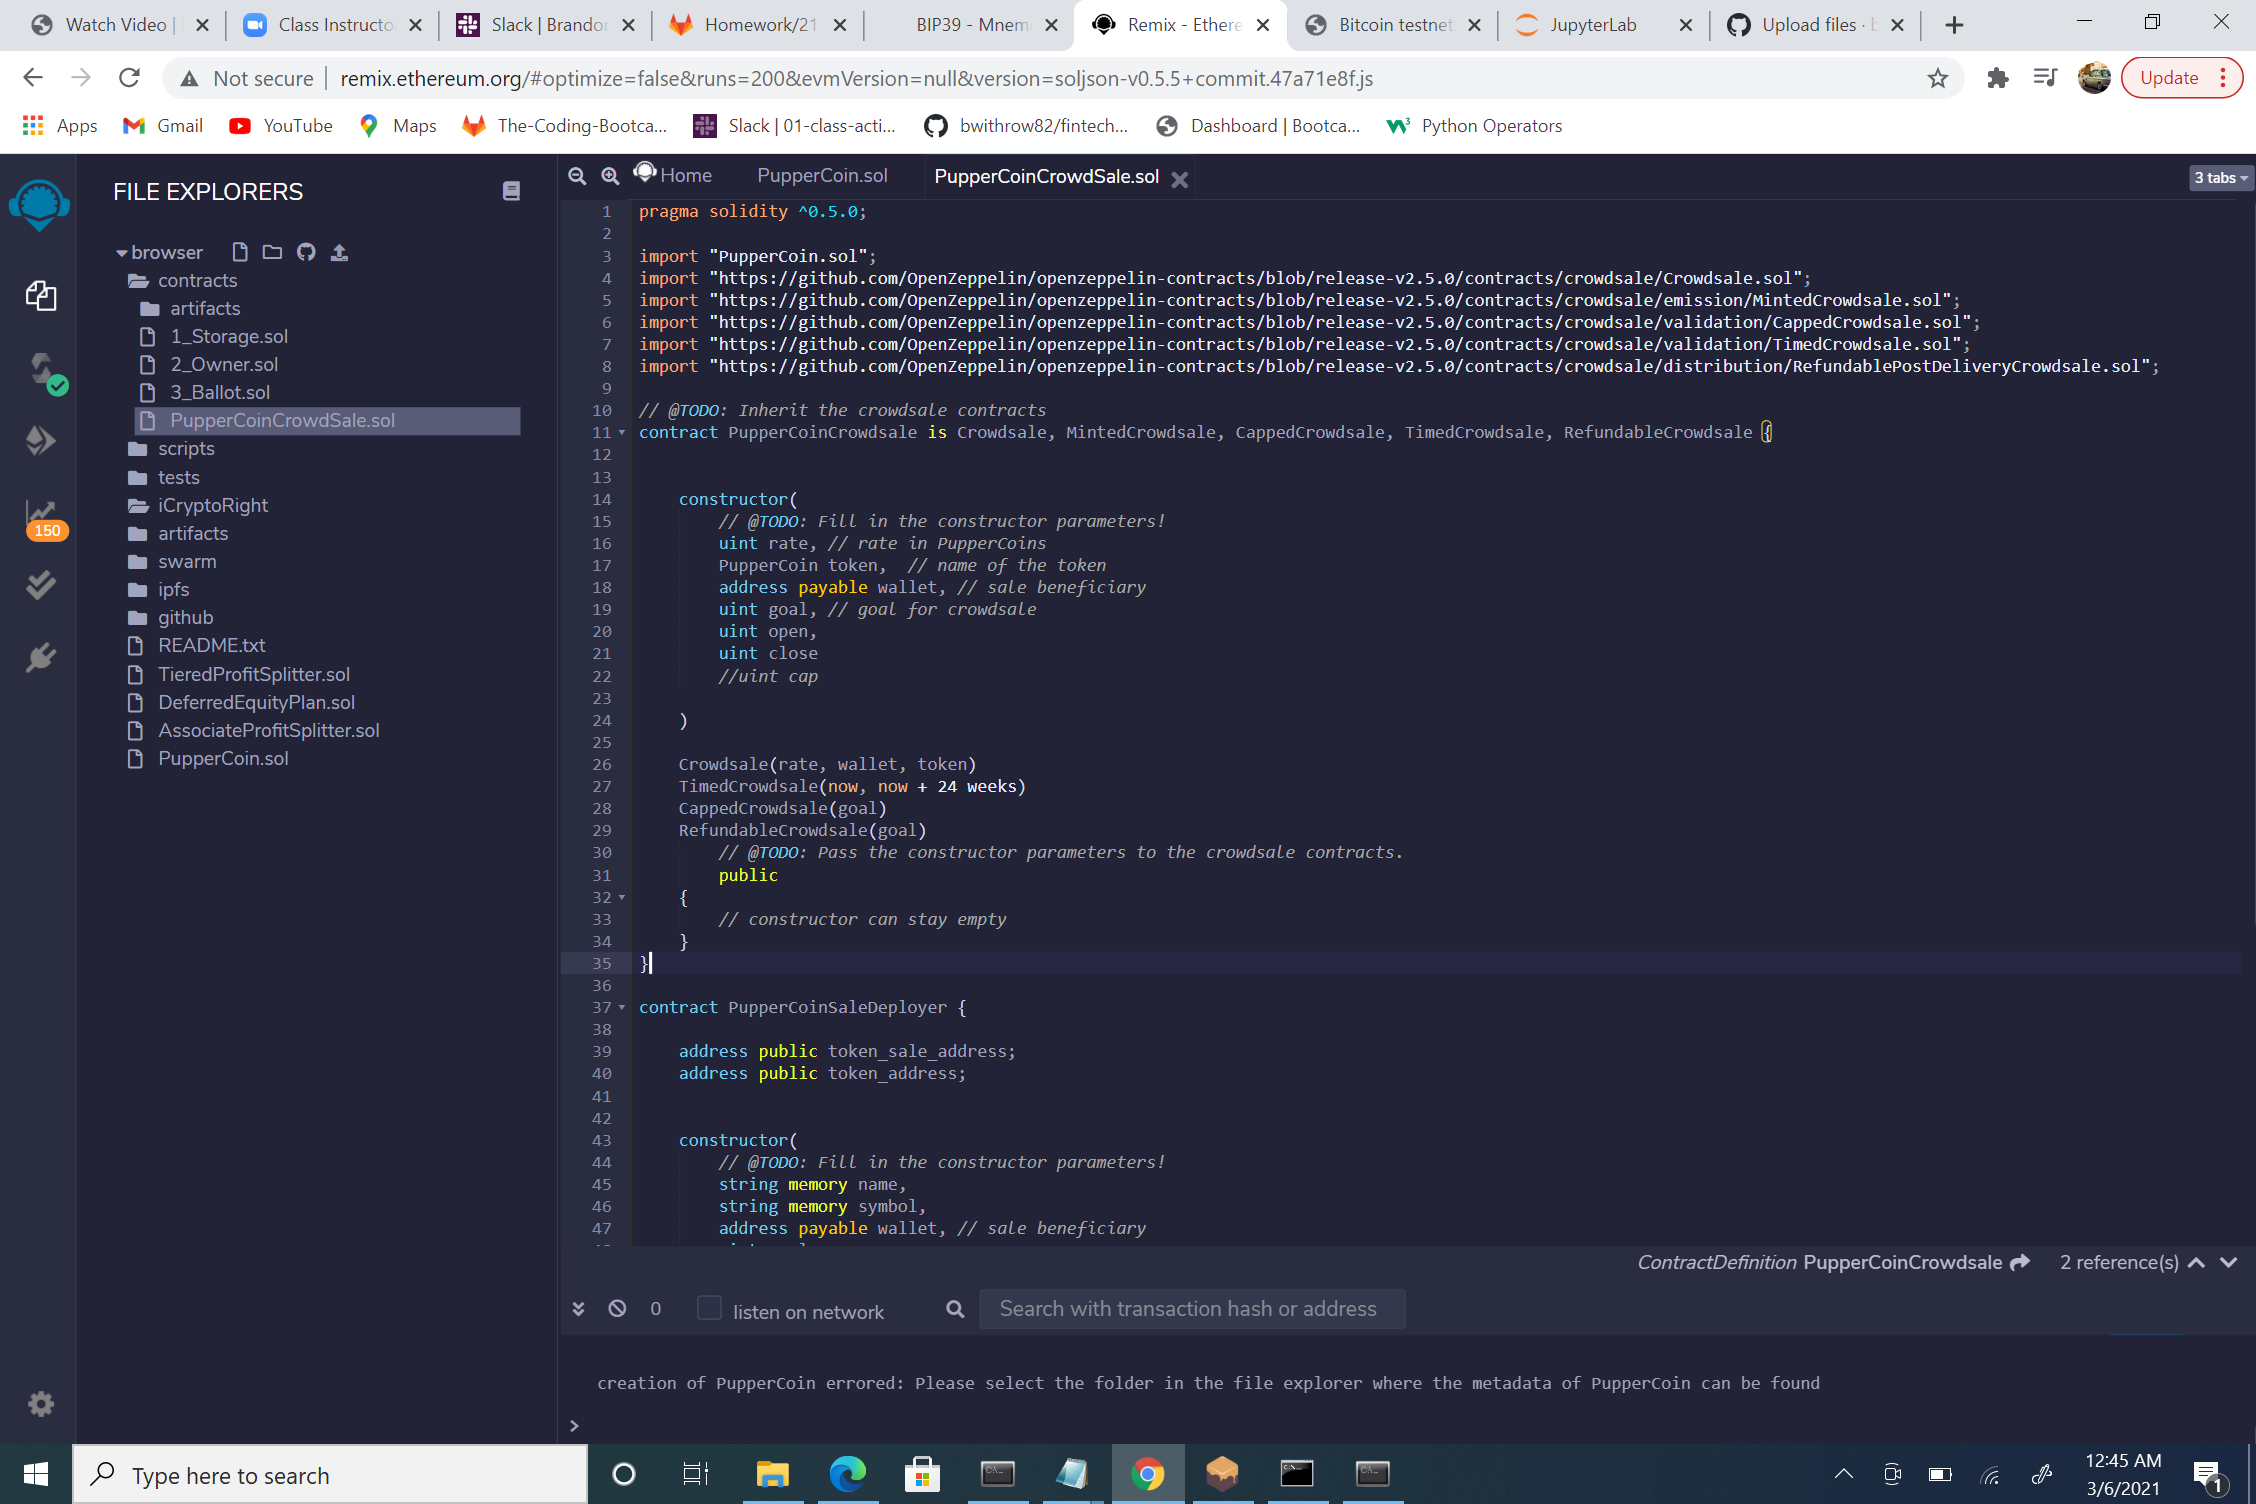 Watch Video |
Class Instructo
Slack | Brandon
Homework/21
BIP39 - Mnem
Remix - Ethere
Bitcoin testnet
JupyterLab
Upload files · b
Not secure
remix.ethereum.org/#optimize=false&runs=200&evmVersion=null&version=soljson-v0.5.5+commit.47a71e8f.js
Update
Apps
Gmail
YouTube
Maps
The-Coding-Bootca...
Slack | 01-class-acti...
bwithrow82/fintech...
Dashboard | Bootca...
Python Operators
FILE EXPLORERS
browser
contracts
artifacts
1_Storage.sol
2_Owner.sol
3_Ballot.sol
PupperCoinCrowdSale.sol
scripts
tests
iCryptoRight
artifacts
swarm
ipfs
github
README.txt
TieredProfitSplitter.sol
DeferredEquityPlan.sol
AssociateProfitSplitter.sol
PupperCoin.sol
150
Home
PupperCoin.sol
PupperCoinCrowdSale.sol
3 tabs
1 pragma solidity ^0.5.0;
2
3 import "PupperCoin.sol";
4 import "https://github.com/OpenZeppelin/openzeppelin-contracts/blob/release-v2.5.0/contracts/crowdsale/Crowdsale.sol";
5 import "https://github.com/OpenZeppelin/openzeppelin-contracts/blob/release-v2.5.0/contracts/crowdsale/emission/MintedCrowdsale.sol";
6 import "https://github.com/OpenZeppelin/openzeppelin-contracts/blob/release-v2.5.0/contracts/crowdsale/validation/CappedCrowdsale.sol";
7 import "https://github.com/OpenZeppelin/openzeppelin-contracts/blob/release-v2.5.0/contracts/crowdsale/validation/TimedCrowdsale.sol";
8 import "https://github.com/OpenZeppelin/openzeppelin-contracts/blob/release-v2.5.0/contracts/crowdsale/distribution/RefundablePostDeliveryCrowdsale.sol";
9
10 // @TODO: Inherit the crowdsale contracts
11 contract PupperCoinCrowdsale is Crowdsale, MintedCrowdsale, CappedCrowdsale, TimedCrowdsale, RefundableCrowdsale {
12
13
14 constructor(
15 // @TODO: Fill in the constructor parameters!
16 uint rate, // rate in PupperCoins
17 PupperCoin token, // name of the token
18 address payable wallet, // sale beneficiary
19 uint goal, // goal for crowdsale
20 uint open,
21 uint close
22 //uint cap
23
24 )
25
26 Crowdsale(rate, wallet, token)
27 TimedCrowdsale(now, now + 24 weeks)
28 CappedCrowdsale(goal)
29 RefundableCrowdsale(goal)
30 // @TODO: Pass the constructor parameters to the crowdsale contracts.
31 public
32 {
33 // constructor can stay empty
34 }
35 }
36
37 contract PupperCoinSaleDeployer {
38
39 address public token_sale_address;
40 address public token_address;
41
42
43 constructor(
44 // @TODO: Fill in the constructor parameters!
45 string memory name,
46 string memory symbol,
47 address payable wallet, // sale beneficiary
ContractDefinition PupperCoinCrowdsale
2 reference(s)
0
listen on network
Search with transaction hash or address
creation of PupperCoin errored: Please select the folder in the file explorer where the metadata of PupperCoin can be found
>
Type here to search
12:45 AM
3/6/2021
1